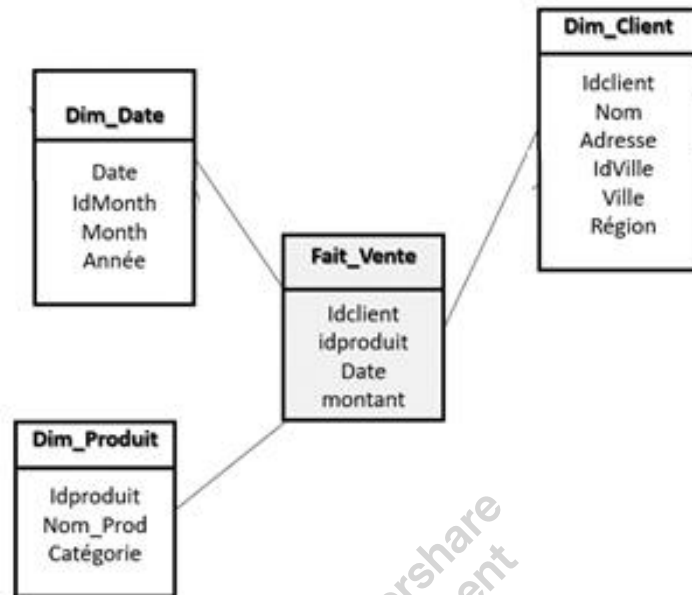 Dim_Client
Idclient
Nom
Adresse
IdVille
Ville
Région
Dim_Date
Date
IdMonth
Month
Année
Fait_Vente
Idclient
idproduit
Date
montant
Dim_Produit
Idproduit
Nom_Prod
Catégorie